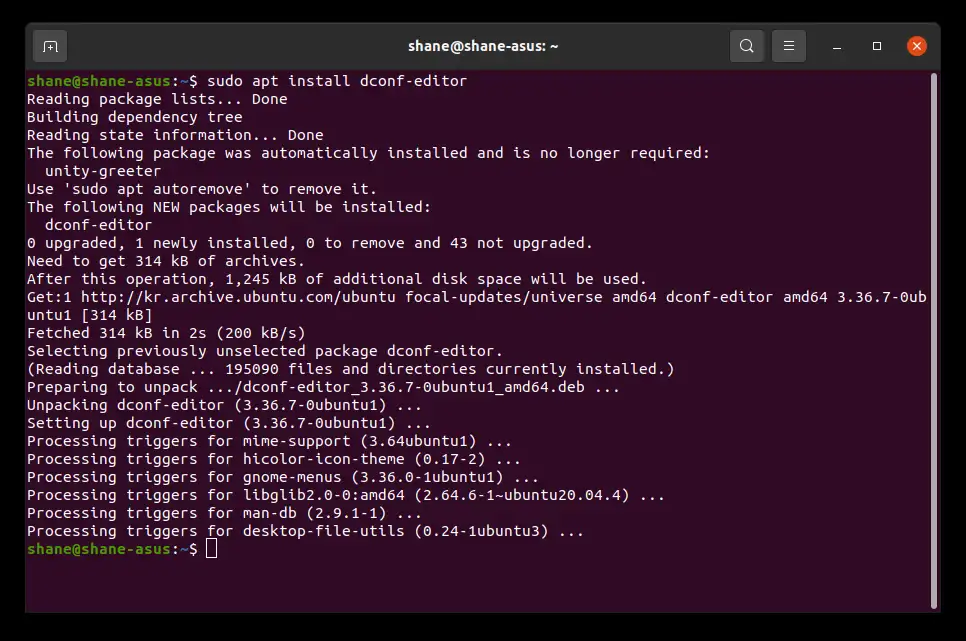 shane@shane-asus: ~
shane@shane-asus:~$ sudo apt install dconf-editor
Reading package lists... Done
Building dependency tree
Reading state information... Done
The following package was automatically installed and is no longer required:
  unity-greeter
Use 'sudo apt autoremove' to remove it.
The following NEW packages will be installed:
  dconf-editor
0 upgraded, 1 newly installed, 0 to remove and 43 not upgraded.
Need to get 314 kB of archives.
After this operation, 1,245 kB of additional disk space will be used.
Get:1 http://kr.archive.ubuntu.com/ubuntu focal-updates/universe amd64 dconf-editor amd64 3.36.7-0ub
untu1 [314 kB]
Fetched 314 kB in 2s (200 kB/s)
Selecting previously unselected package dconf-editor.
(Reading database ... 195090 files and directories currently installed.)
Preparing to unpack .../dconf-editor_3.36.7-0ubuntu1_amd64.deb ...
Unpacking dconf-editor (3.36.7-0ubuntu1) ...
Setting up dconf-editor (3.36.7-0ubuntu1) ...
Processing triggers for mime-support (3.64ubuntu1) ...
Processing triggers for hicolor-icon-theme (0.17-2) ...
Processing triggers for gnome-menus (3.36.0-1ubuntu1) ...
Processing triggers for libglib2.0-0:amd64 (2.64.6-1~ubuntu20.04.4) ...
Processing triggers for man-db (2.9.1-1) ...
Processing triggers for desktop-file-utils (0.24-1ubuntu3) ...
shane@shane-asus:~$